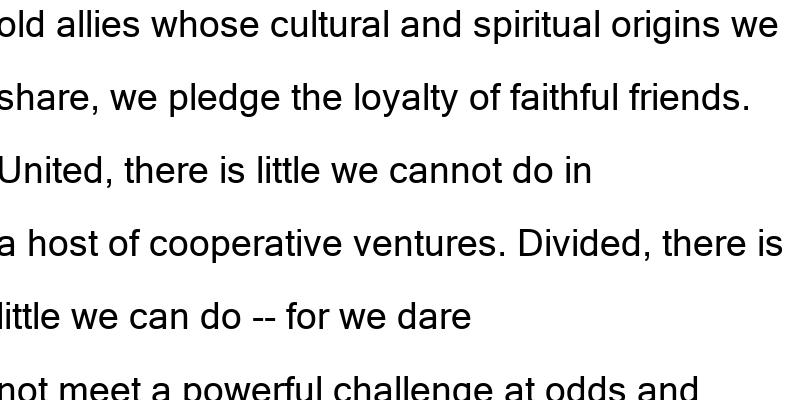 old allies whose cultural and spiritual origins we
share, we pledge the loyalty of faithful friends.
United, there is little we cannot do in
a host of cooperative ventures. Divided, there is
little we can do -- for we dare
not meet a powerful challenge at odds and